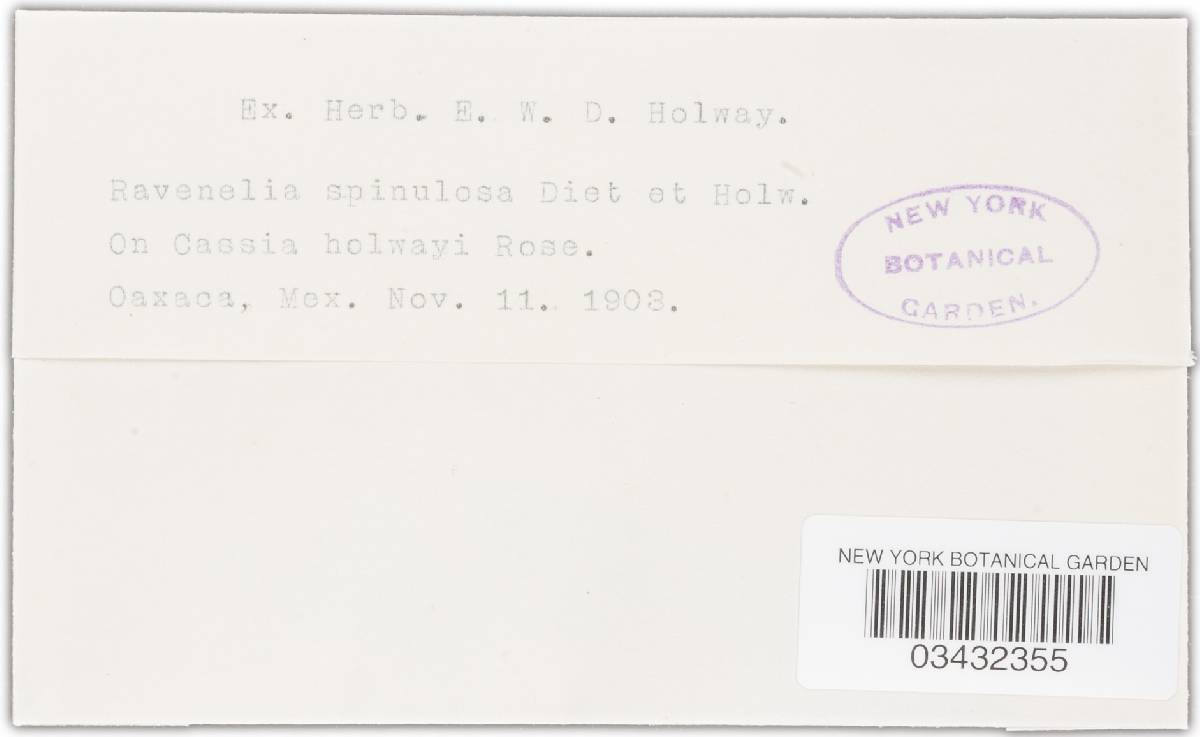 Ex. Herb. E. W. D. Holway.
Ravenelia spinulosa Diet et Holw.
On Cassia holwayi Rose.
Oaxaca, Mex. Nov. 11. 1903.
NEW YORK
BOTANICAL
GARDEN.
NEW YORK BOTANICAL GARDEN
03432355